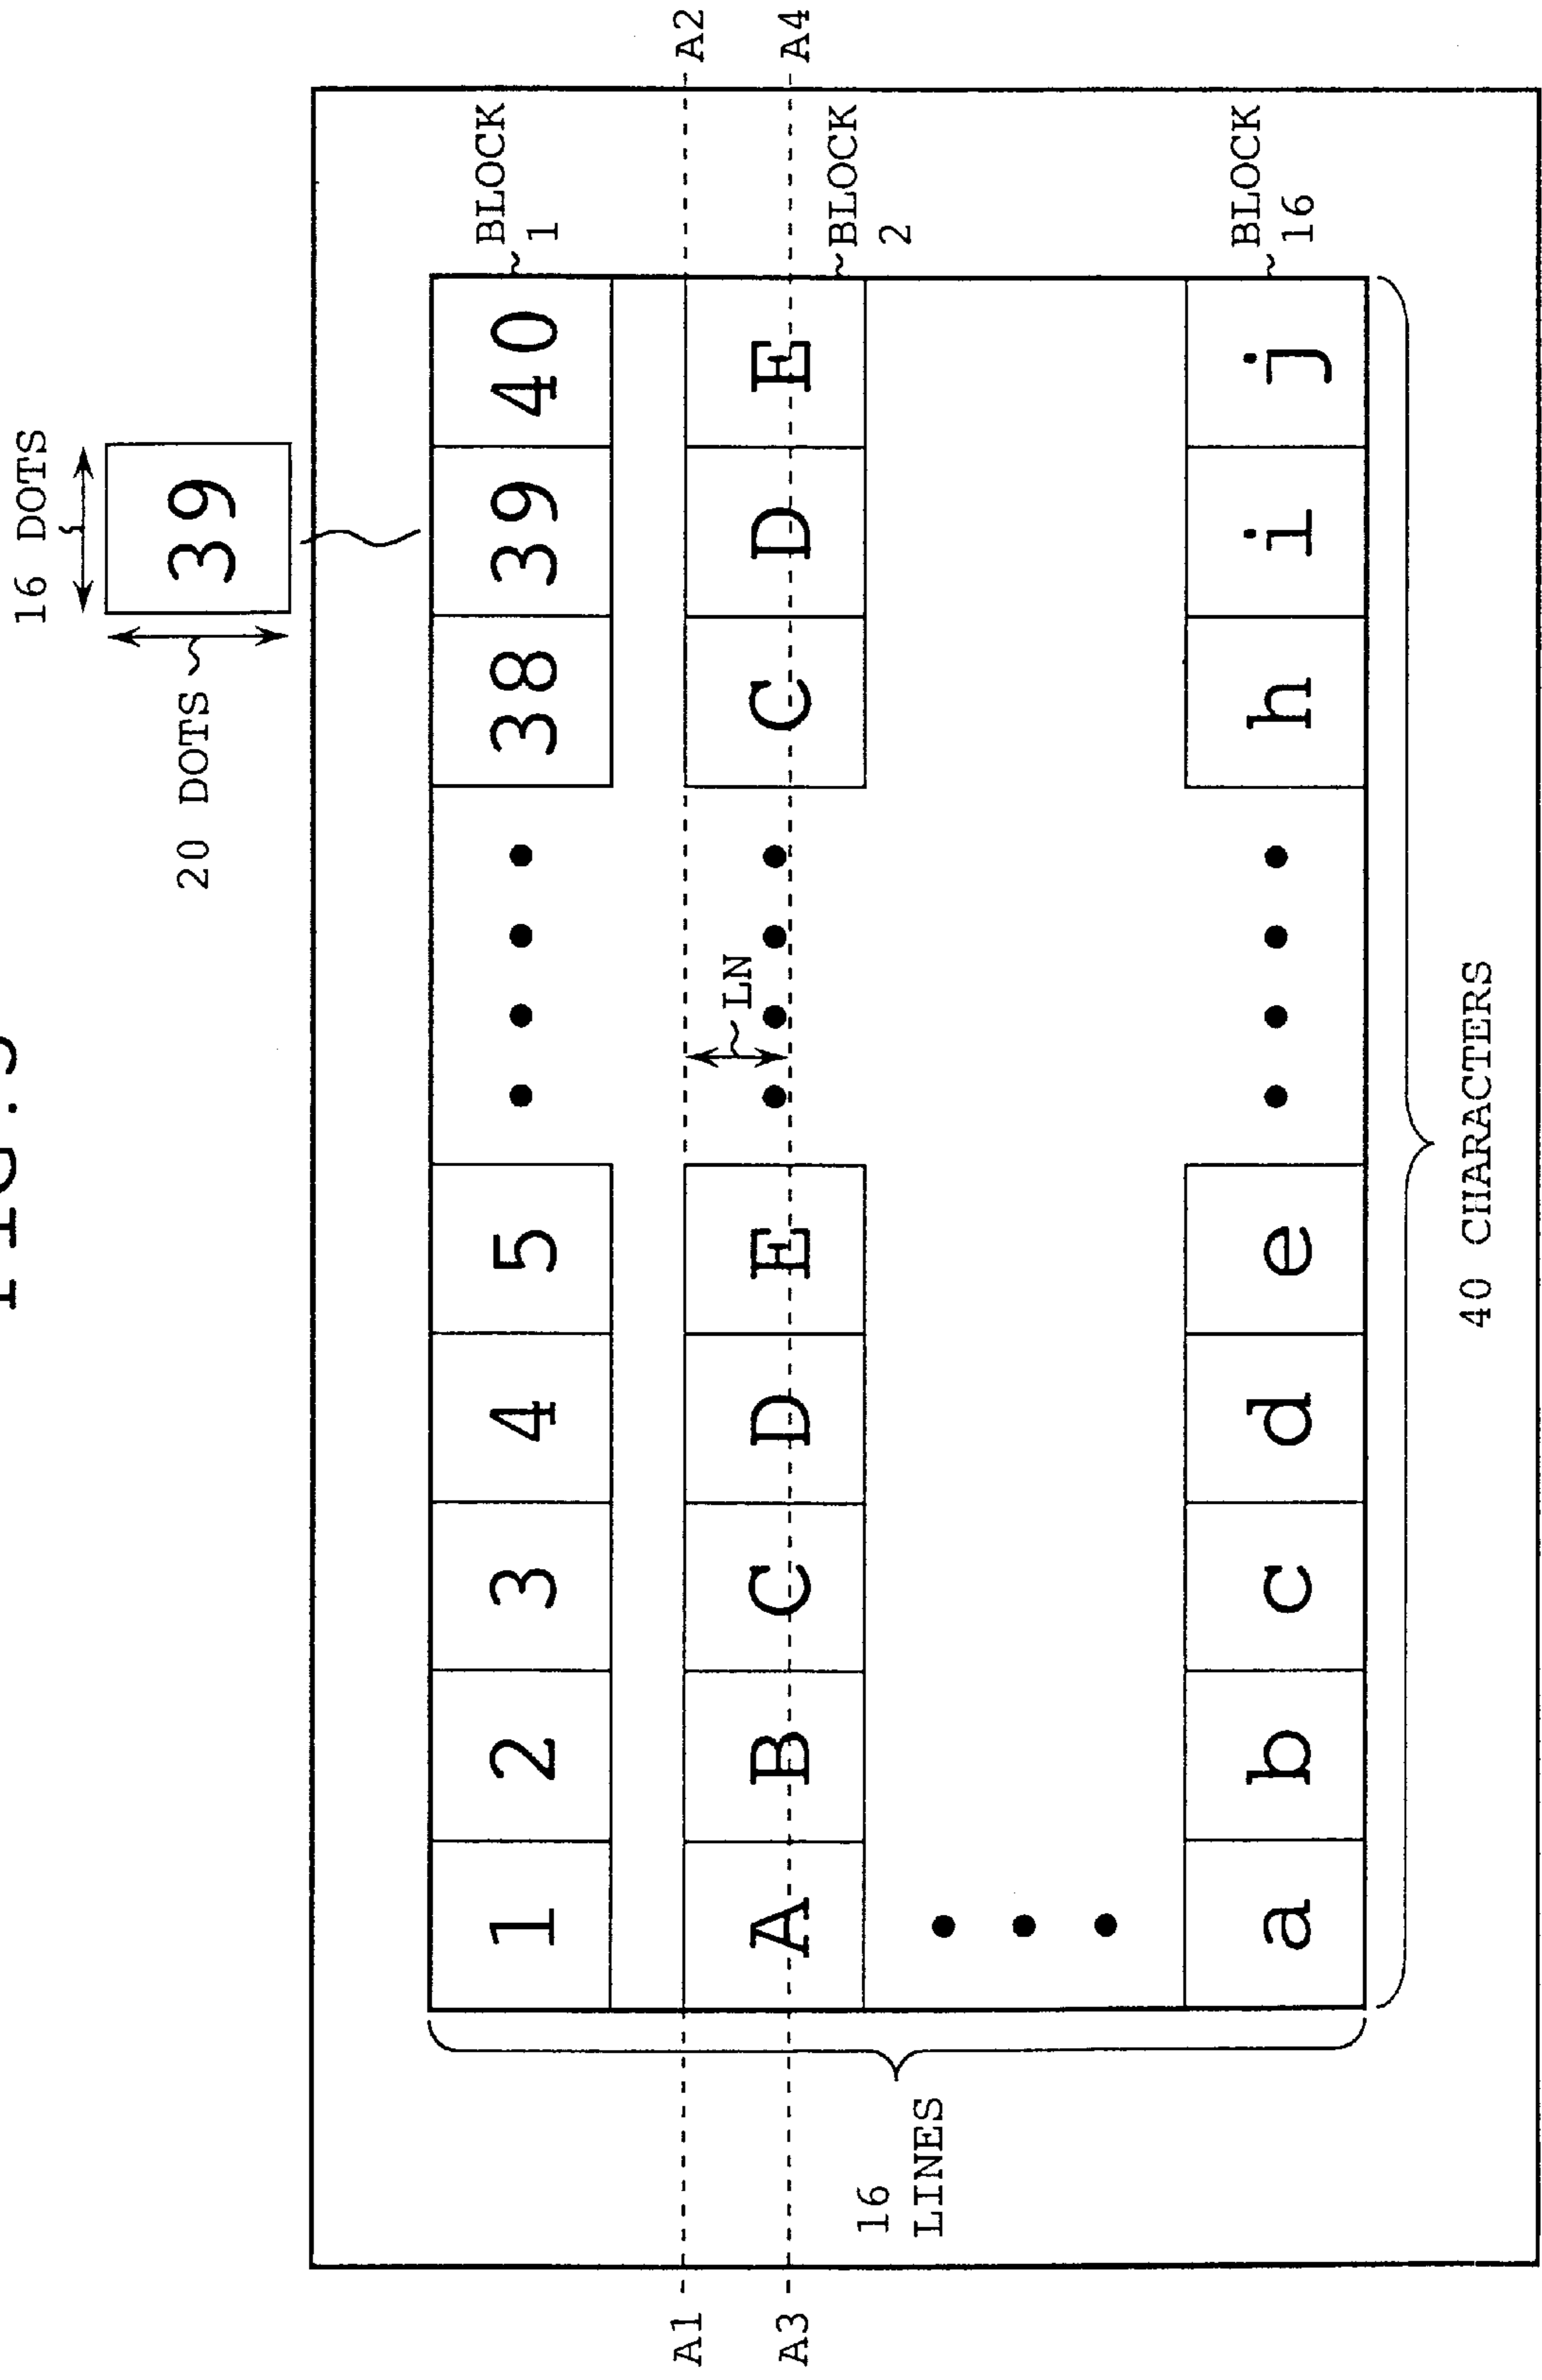 FIG.
16 DOTS
20 DOTS
39
1 2 3 4 5 • • • • 38 39 40
BLOCK
1
A1
A2
LN
A B C D E • • • • C D E
A3
A4
BLOCK
2
16
LINES
a b c d e • • • • h i j
BLOCK
16
40 CHARACTERS